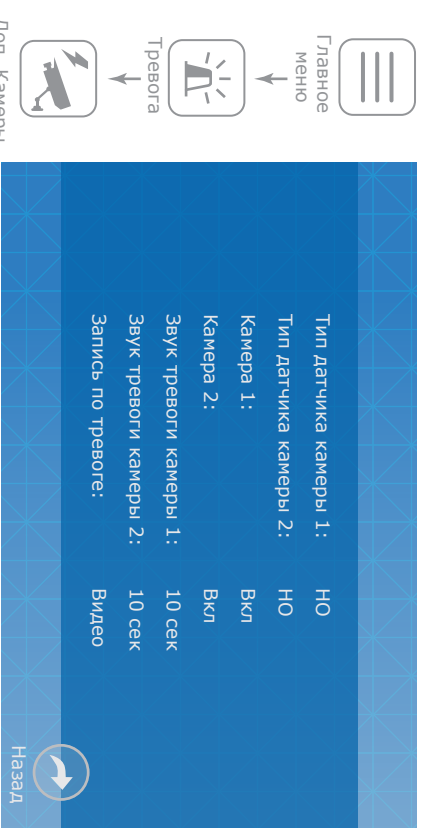 Главное
меню
Тревога
Доп. Камеры
Тип датчика камеры 1: НО
Тип датчика камеры 2: НО
Камера 1: Вкл
Камера 2: Вкл
Звук тревоги камеры 1: 10 сек
Звук тревоги камеры 2: 10 сек
Запись по тревоге: Видео
Назад